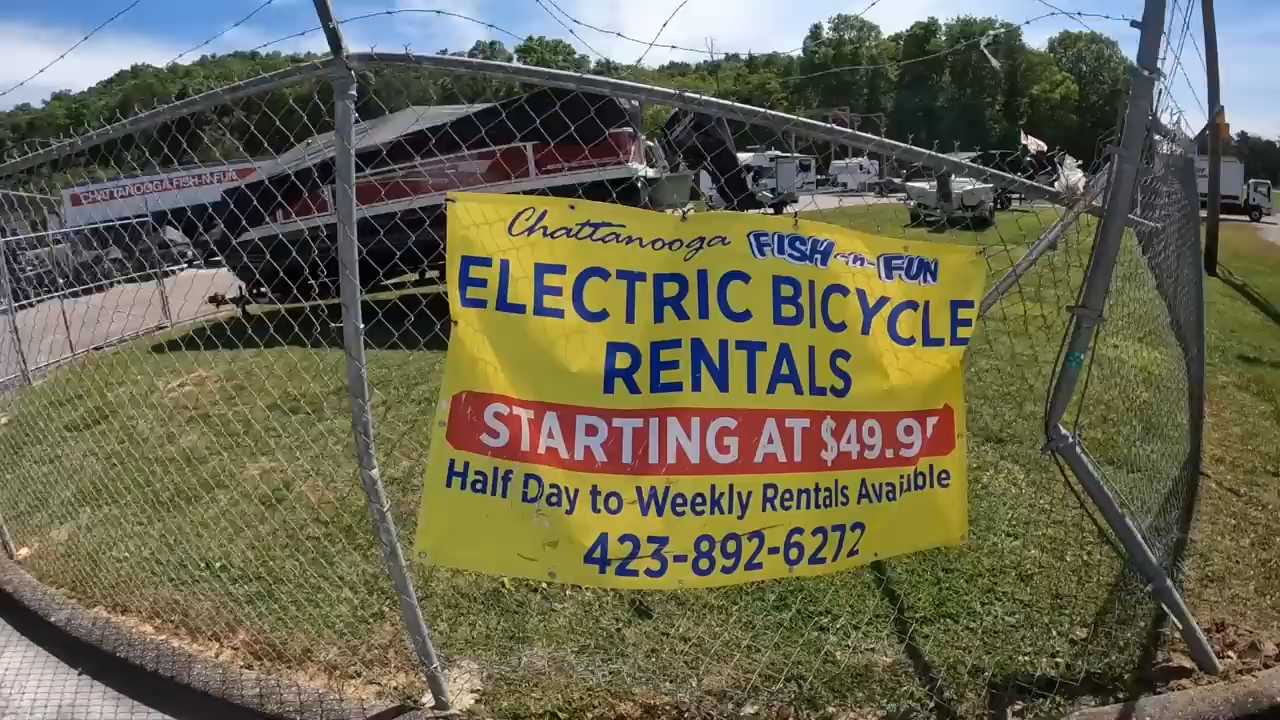 CHATTANOOGA FISH-N-FUN
Chattanooga FISH-n-FUN
ELECTRIC BICYCLE
RENTALS
STARTING AT $49.95
Half Day to Weekly Rentals Available
423-892-6272